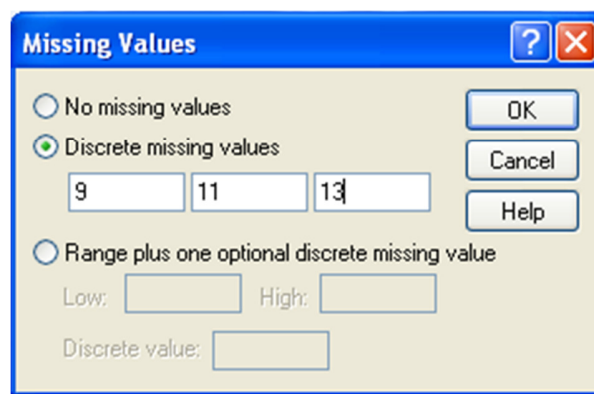 Missing Values
No missing values
OK
Discrete missing values
Cancel
9 11 13
Help
Range plus one optional discrete missing value
Low: High:
Discrete value: